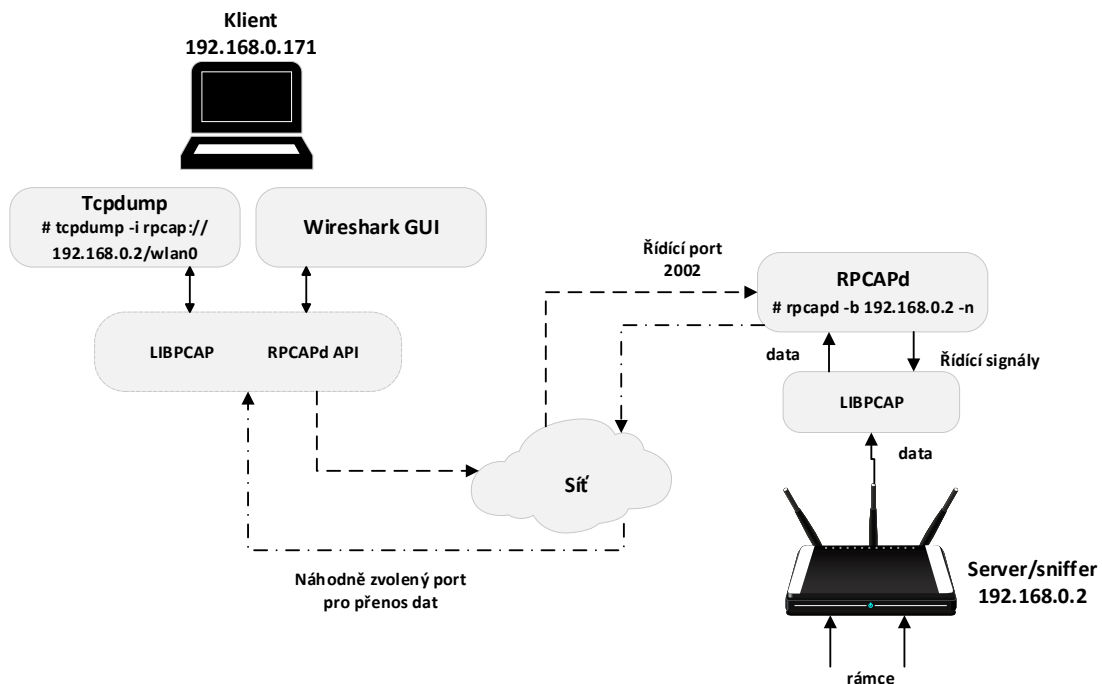 Klient
192.168.0.171
Tcpdump
# tcpdump -i rpcap://
192.168.0.2/wlan0
Wireshark GUI
LIBPCAP
RPCAPd API
Řídící port
2002
RPCAPd
# rpcapd -b 192.168.0.2 -n
data
Řídící signály
LIBPCAP
data
Síť
Náhodně zvolený port
pro přenos dat
Server/sniffer
192.168.0.2
rámce